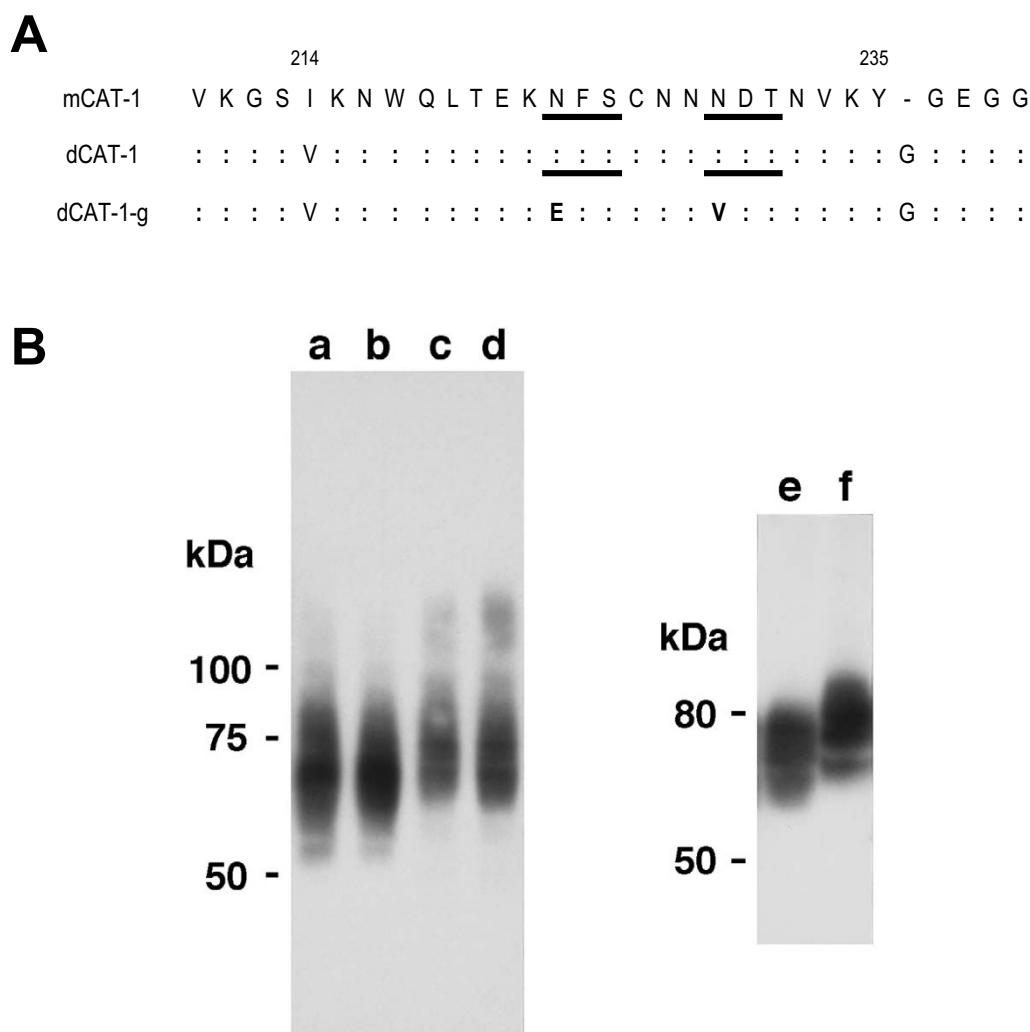 A
214 235
mCAT-1 V K G S I K N W Q L T E K N F S C N N N D T N V K Y - G E G G
dCAT-1 : : : : V : : : : : : : : : : : : : : : : : : : : : G : : : :
dCAT-1-g : : : : V : : : : : : : : E : : : : : V : : : : : : G : : : :
B
a b c d
kDa
100 -
75 -
50 -
e f
kDa
80 -
50 -